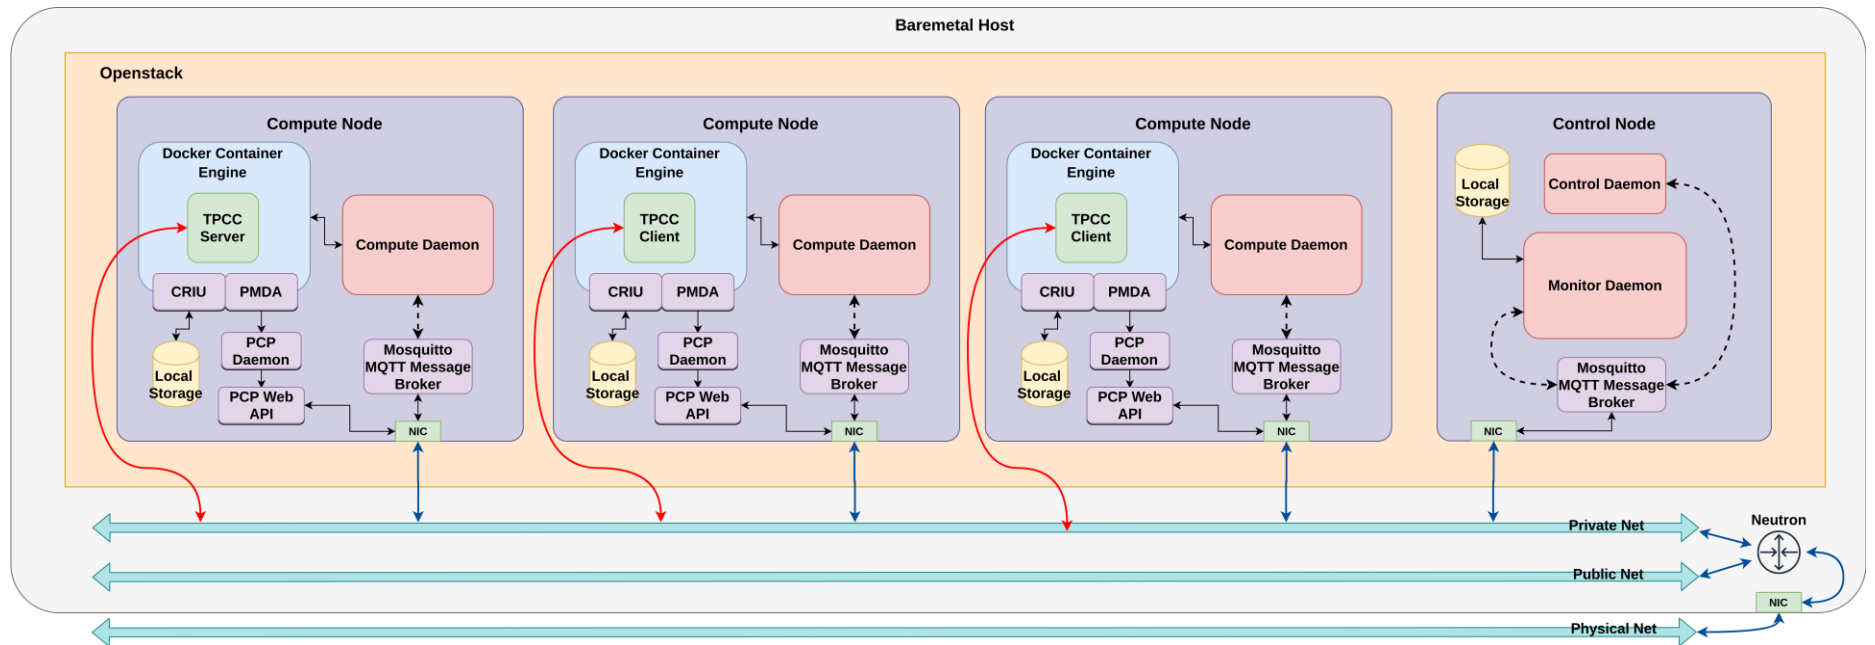 Baremetal Host
Openstack
Compute Node
Docker Container
Engine
TPCC
Server
Compute Daemon
CRIU
PMDA
PCP
Daemon
Local
Storage
PCP Web
API
Mosquitto
MQTT Message
Broker
NIC
Compute Node
Docker Container
Engine
TPCC
Client
Compute Daemon
CRIU
PMDA
PCP
Daemon
Local
Storage
PCP Web
API
Mosquitto
MQTT Message
Broker
NIC
Compute Node
Docker Container
Engine
TPCC
Client
Compute Daemon
CRIU
PMDA
PCP
Daemon
Local
Storage
PCP Web
API
Mosquitto
MQTT Message
Broker
NIC
Control Node
Local
Storage
Control Daemon
Monitor Daemon
Mosquitto
MQTT Message
Broker
NIC
Private Net
Neutron
Public Net
NIC
Physical Net